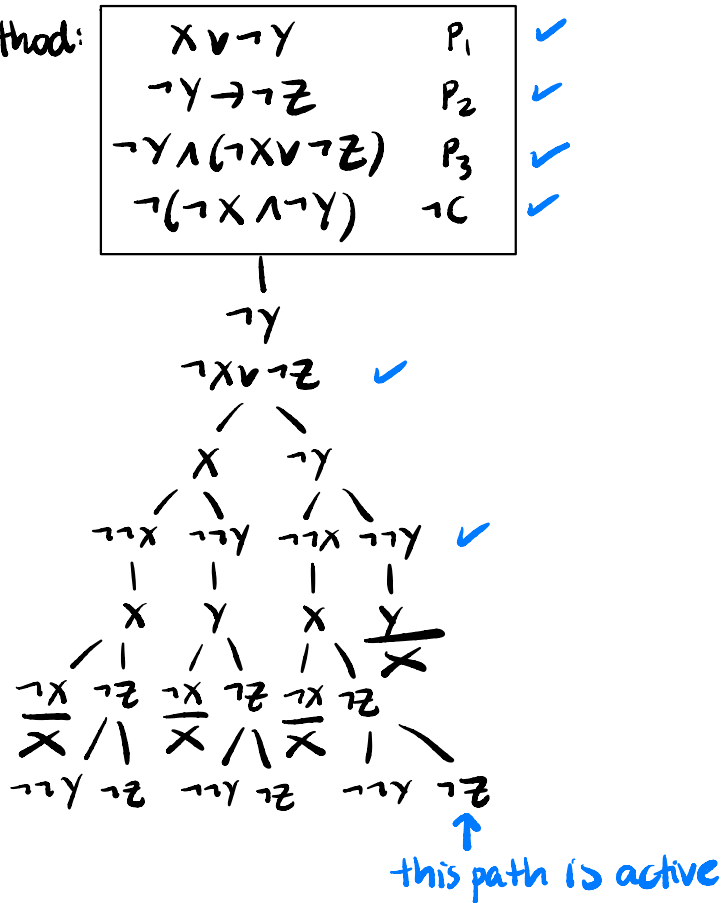 thod:
X∨¬Y P₁ ✓
¬Y→¬Z P₂ ✓
¬Y∧(¬X∨¬Z) P₃ ✓
¬(¬X∧¬Y) ¬C ✓
¬Y
¬X∨¬Z ✓
X ¬Y
¬¬X ¬¬Y ¬¬X ¬¬Y ✓
X Y X Y
X
¬X ¬Z ¬X ¬Z ¬X ¬Z
X X X
¬¬Y ¬Z ¬¬Y ¬Z ¬¬Y ¬Z
this path is active